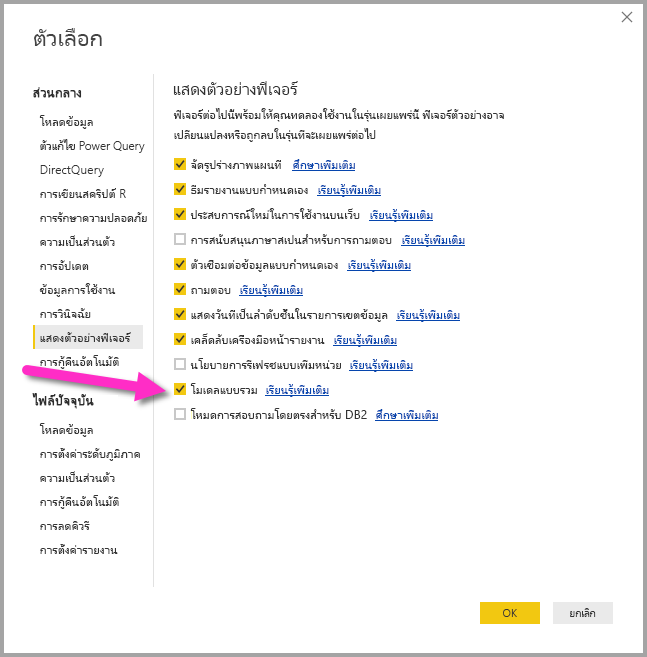 ตัวเลือก
ส่วนกลาง
โหลดข้อมูล
ตัวแก้ไข Power Query
DirectQuery
การเขียนสคริปต์ R
การรักษาความปลอดภัย
ความเป็นส่วนตัว
การอัปเดต
ข้อมูลการใช้งาน
การวินิจฉัย
แสดงตัวอย่างฟีเจอร์
การกู้คืนอัตโนมัติ
ไฟล์ปัจจุบัน
โหลดข้อมูล
การตั้งค่าระดับภูมิภาค
ความเป็นส่วนตัว
การกู้คืนอัตโนมัติ
การลดคิวรี
การตั้งค่ารายงาน
แสดงตัวอย่างฟีเจอร์
ฟีเจอร์ต่อไปนี้พร้อมให้คุณทดลองใช้งานในรุ่นเผยแพร่นี้ ฟีเจอร์ตัวอย่างอาจ
เปลี่ยนแปลงหรือถูกลบในรุ่นที่จะเผยแพร่ต่อไป
จัดรูปร่างภาพแผนที่ ศึกษาเพิ่มเติม
ธีมรายงานแบบกำหนดเอง เรียนรู้เพิ่มเติม
ประสบการณ์ใหม่ในการใช้งานบนเว็บ เรียนรู้เพิ่มเติม
การสนับสนุนภาษาสเปนสำหรับการถามตอบ เรียนรู้เพิ่มเติม
ตัวเชื่อมต่อข้อมูลแบบกำหนดเอง เรียนรู้เพิ่มเติม
ถามตอบ เรียนรู้เพิ่มเติม
แสดงวันที่เป็นลำดับชั้นในรายการเขตข้อมูล เรียนรู้เพิ่มเติม
เคล็ดลับเครื่องมือหน้ารายงาน เรียนรู้เพิ่มเติม
นโยบายการรีเฟรชแบบเพิ่มหน่วย เรียนรู้เพิ่มเติม
โมเดลแบบรวม เรียนรู้เพิ่มเติม
โหมดการสอบถามโดยตรงสำหรับ DB2 ศึกษาเพิ่มเติม
OK
ยกเลิก